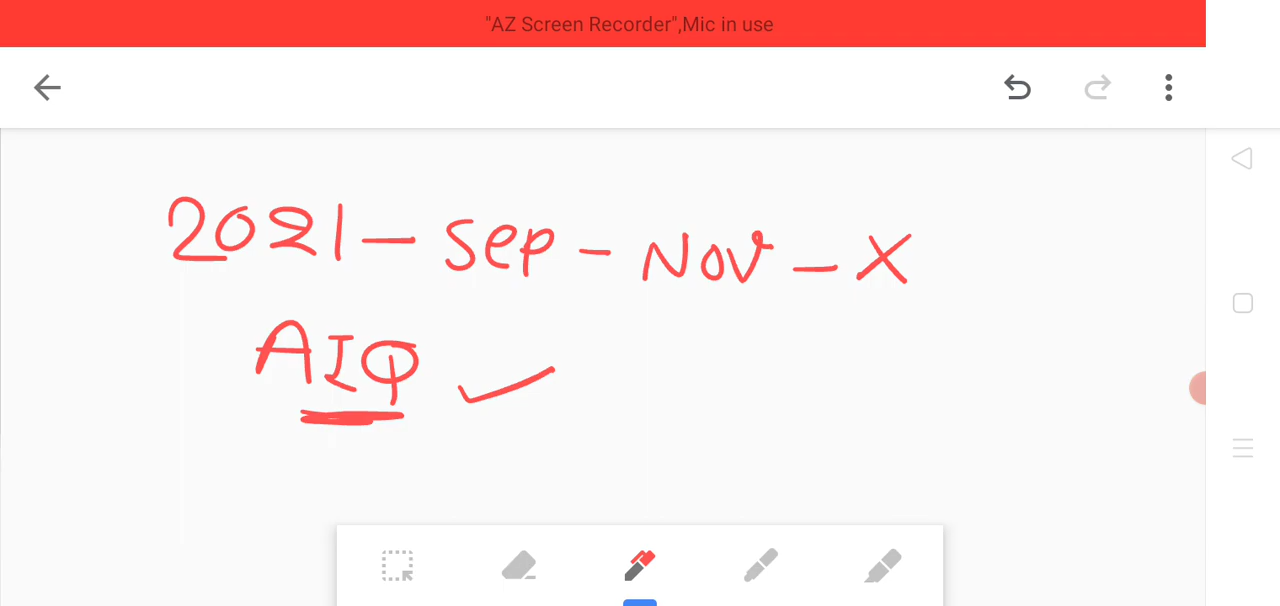 "AZ Screen Recorder",Mic in use
2021 - Sep - Nov - X
AIQ ✓